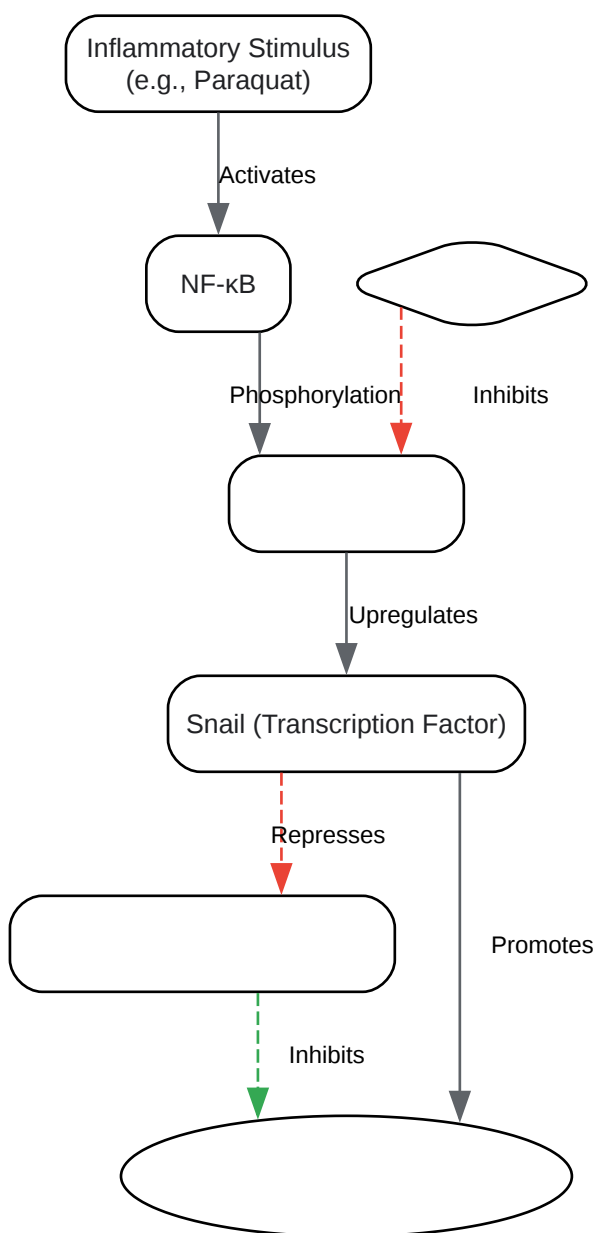 Inflammatory Stimulus
(e.g., Paraquat)
Activates
NF-κB
Phosphorylation
Inhibits
Upregulates
Snail (Transcription Factor)
Represses
Promotes
Inhibits